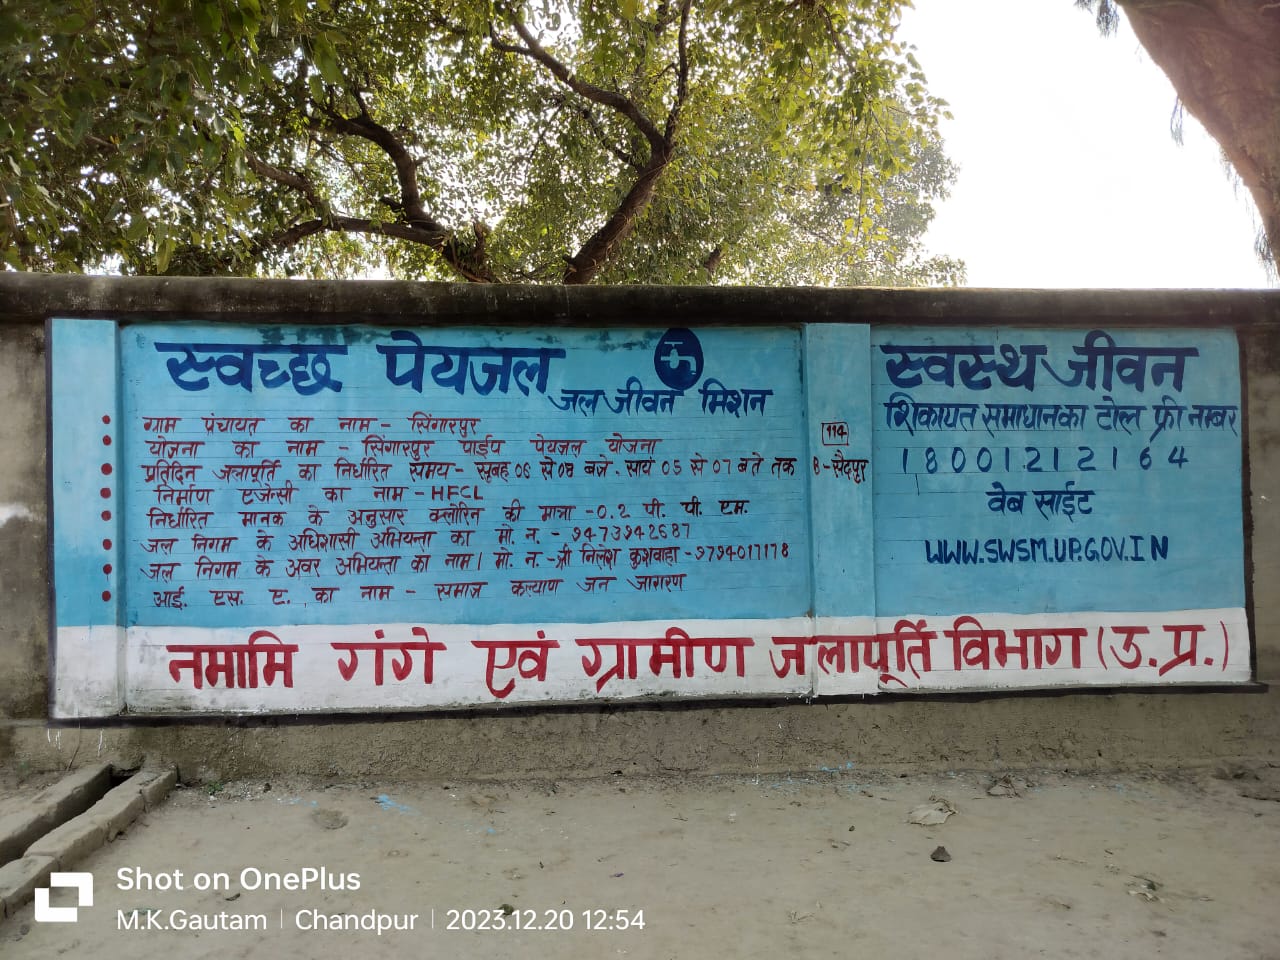 स्वच्छ पेयजल
जल जीवन मिशन
ग्राम पंचायत का नाम - सिंगारपुर
योजना का नाम - सिंगारपुर पाईप पेयजल योजना
प्रतिदिन जलापूर्ति का निर्धारित समय - सुबह 06 से 08 बजे. सायं 05 से 07 बते तक
निर्माण एजेन्सी का नाम - HFCL
निर्धारित मानक के अनुसार क्लोरिन की मात्रा - 0.2 पी. पी. एम.
जल निगम के अधिशासी अभियन्ता का मो. न. - 9473942687
जल निगम के अवर अभियन्ता का नाम / मो. न. - श्री निलेश कुशवाहा - 9794017178
आई. एस. ए. का नाम - समाज कल्याण जन जागरण
114
B - सैदपुर
स्वस्थ जीवन
शिकायत समाधान का टोल फ्री नम्बर
18001212164
वेब साईट
WWW.SWSM.UP.GOV.IN
नमामि गंगे एवं ग्रामीण जलापूर्ति विभाग (उ.प्र.)
Shot on OnePlus
M.K.Gautam | Chandpur | 2023.12.20 12:54